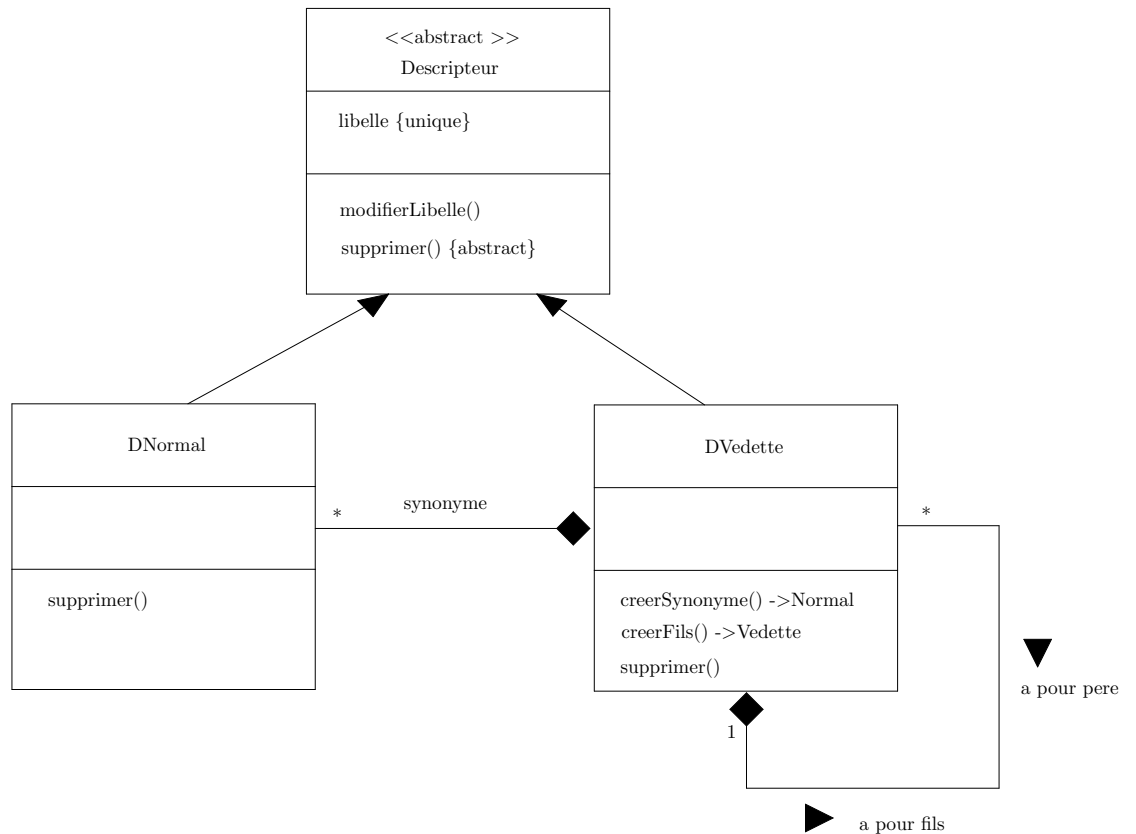 <<abstract >>
Descripteur
libelle {unique}
modifierLibelle()
supprimer() {abstract}
DNormal
supprimer()
*
synonyme
DVedette
creerSynonyme() ->Normal
creerFils() ->Vedette
supprimer()
*
a pour pere
1
a pour fils